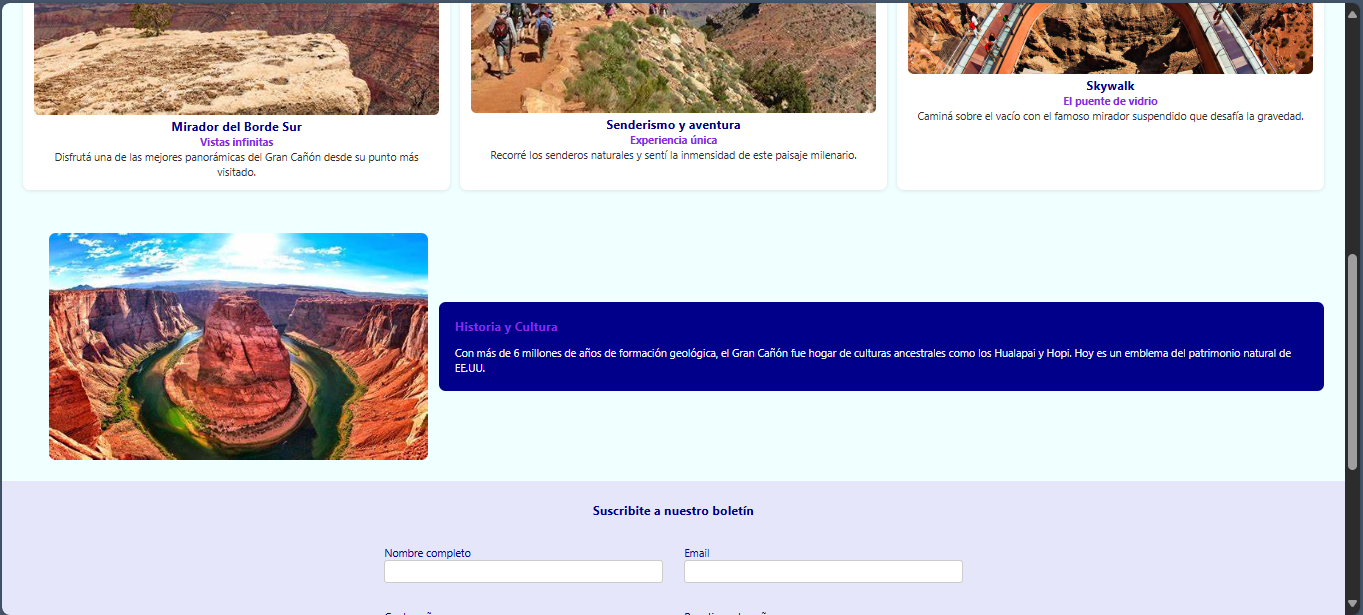 Mirador del Borde Sur
Vistas infinitas
Disfrutá una de las mejores panorámicas del Gran Cañón desde su punto más
visitado.
Senderismo y aventura
Experiencia única
Recorré los senderos naturales y sentí la inmensidad de este paisaje milenario.
Skywalk
El puente de vidrio
Caminá sobre el vacío con el famoso mirador suspendido que desafía la gravedad.
Historia y Cultura
Con más de 6 millones de años de formación geológica, el Gran Cañón fue hogar de culturas ancestrales como los Hualapai y Hopi. Hoy es un emblema del patrimonio natural de
EE.UU.
Suscribite a nuestro boletín
Nombre completo
Email